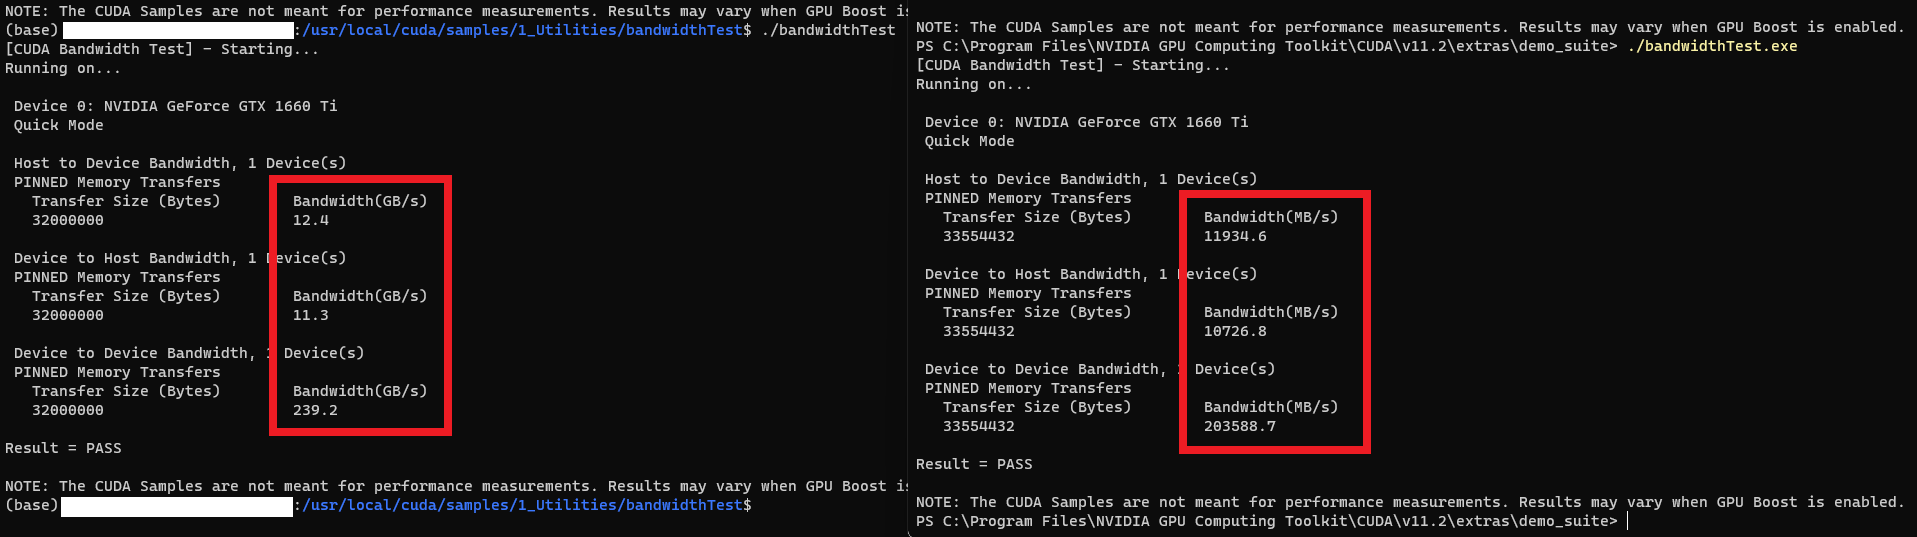 NOTE: The CUDA Samples are not meant for performance measurements. Results may vary when GPU Boost is
(base) :/usr/local/cuda/samples/1_Utilities/bandwidthTest$ ./bandwidthTest
[CUDA Bandwidth Test] - Starting...
Running on...
Device 0: NVIDIA GeForce GTX 1660 Ti
Quick Mode
Host to Device Bandwidth, 1 Device(s)
PINNED Memory Transfers
Transfer Size (Bytes) Bandwidth(GB/s)
32000000 12.4
Device to Host Bandwidth, 1 Device(s)
PINNED Memory Transfers
Transfer Size (Bytes) Bandwidth(GB/s)
32000000 11.3
Device to Device Bandwidth, 1 Device(s)
PINNED Memory Transfers
Transfer Size (Bytes) Bandwidth(GB/s)
32000000 239.2
Result = PASS
NOTE: The CUDA Samples are not meant for performance measurements. Results may vary when GPU Boost is
(base) :/usr/local/cuda/samples/1_Utilities/bandwidthTest$
NOTE: The CUDA Samples are not meant for performance measurements. Results may vary when GPU Boost is enabled.
PS C:\Program Files\NVIDIA GPU Computing Toolkit\CUDA\v11.2\extras\demo_suite> ./bandwidthTest.exe
[CUDA Bandwidth Test] - Starting...
Running on...
Device 0: NVIDIA GeForce GTX 1660 Ti
Quick Mode
Host to Device Bandwidth, 1 Device(s)
PINNED Memory Transfers
Transfer Size (Bytes) Bandwidth(MB/s)
33554432 11934.6
Device to Host Bandwidth, 1 Device(s)
PINNED Memory Transfers
Transfer Size (Bytes) Bandwidth(MB/s)
33554432 10726.8
Device to Device Bandwidth, 1 Device(s)
PINNED Memory Transfers
Transfer Size (Bytes) Bandwidth(MB/s)
33554432 203588.7
Result = PASS
NOTE: The CUDA Samples are not meant for performance measurements. Results may vary when GPU Boost is enabled.
PS C:\Program Files\NVIDIA GPU Computing Toolkit\CUDA\v11.2\extras\demo_suite>